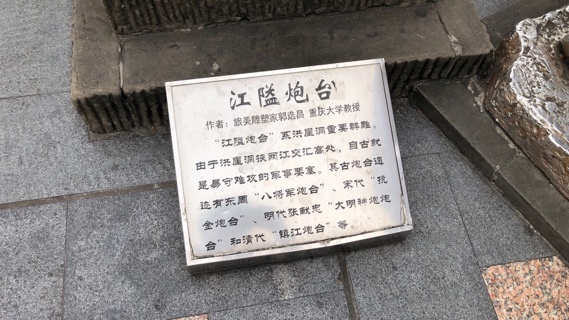 江隘炮台
作者：旅美雕塑家郭选昌 重庆大学教授
“江隘炮台”系洪崖洞重要群雕。
由于洪崖洞扶两江交汇高处，自古就
是易守难攻的军事要塞。其古炮台遗
迹有东周“八将军炮台”、宋代“抗
金炮台”、明代张献忠“大明神炮炮
台”和清代“镇江炮台”等。